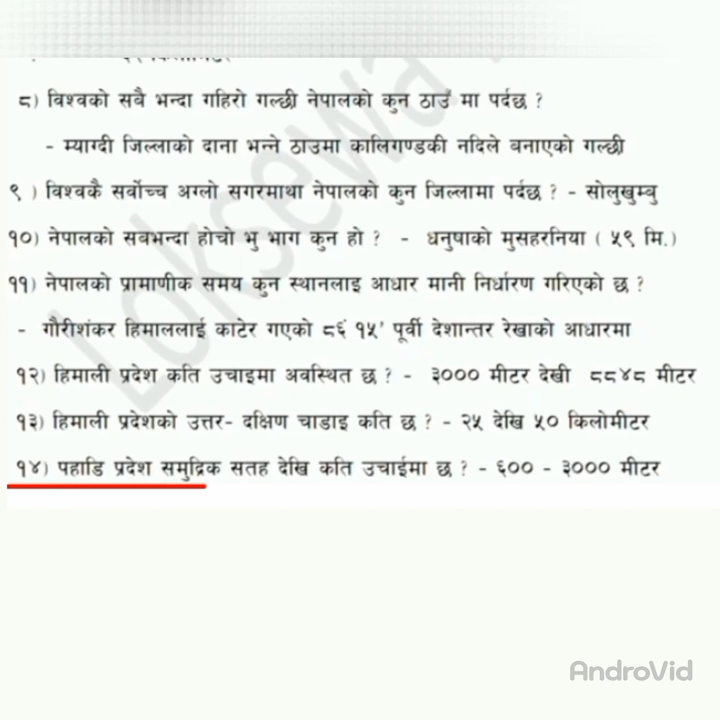 ८) विश्वको सबै भन्दा गहिरो गल्छी नेपालको कुन ठाउँ मा पर्दछ ?
- म्याग्दी जिल्लाको दाना भन्ने ठाउमा कालिगण्डकी नदिले बनाएको गल्छी
९ ) विश्वकै सर्वोच्च अग्लो सगरमाथा नेपालको कुन जिल्लामा पर्दछ ? - सोलुखुम्बु
१०) नेपालको सबभन्दा होचो भु भाग कुन हो ? - धनुषाको मुसहरनिया ( ५९ मि.)
११) नेपालको प्रामाणीक समय कुन स्थानलाइ आधार मानी निर्धारण गरिएको छ ?
- गौरीशंकर हिमाललाई काटेर गएको ८६ं १५’ पूर्वी देशान्तर रेखाको आधारमा
१२) हिमाली प्रदेश कति उचाइमा अवस्थित छ ? - ३००० मीटर देखी ८८४८ मीटर
१३) हिमाली प्रदेशको उत्तर- दक्षिण चाडाइ कति छ ? - २५ देखि ५० किलोमीटर
१४) पहाडि प्रदेश समुद्रिक सतह देखि कति उचाईमा छ ? - ६०० - ३००० मीटर
Loksewa
AndroVid